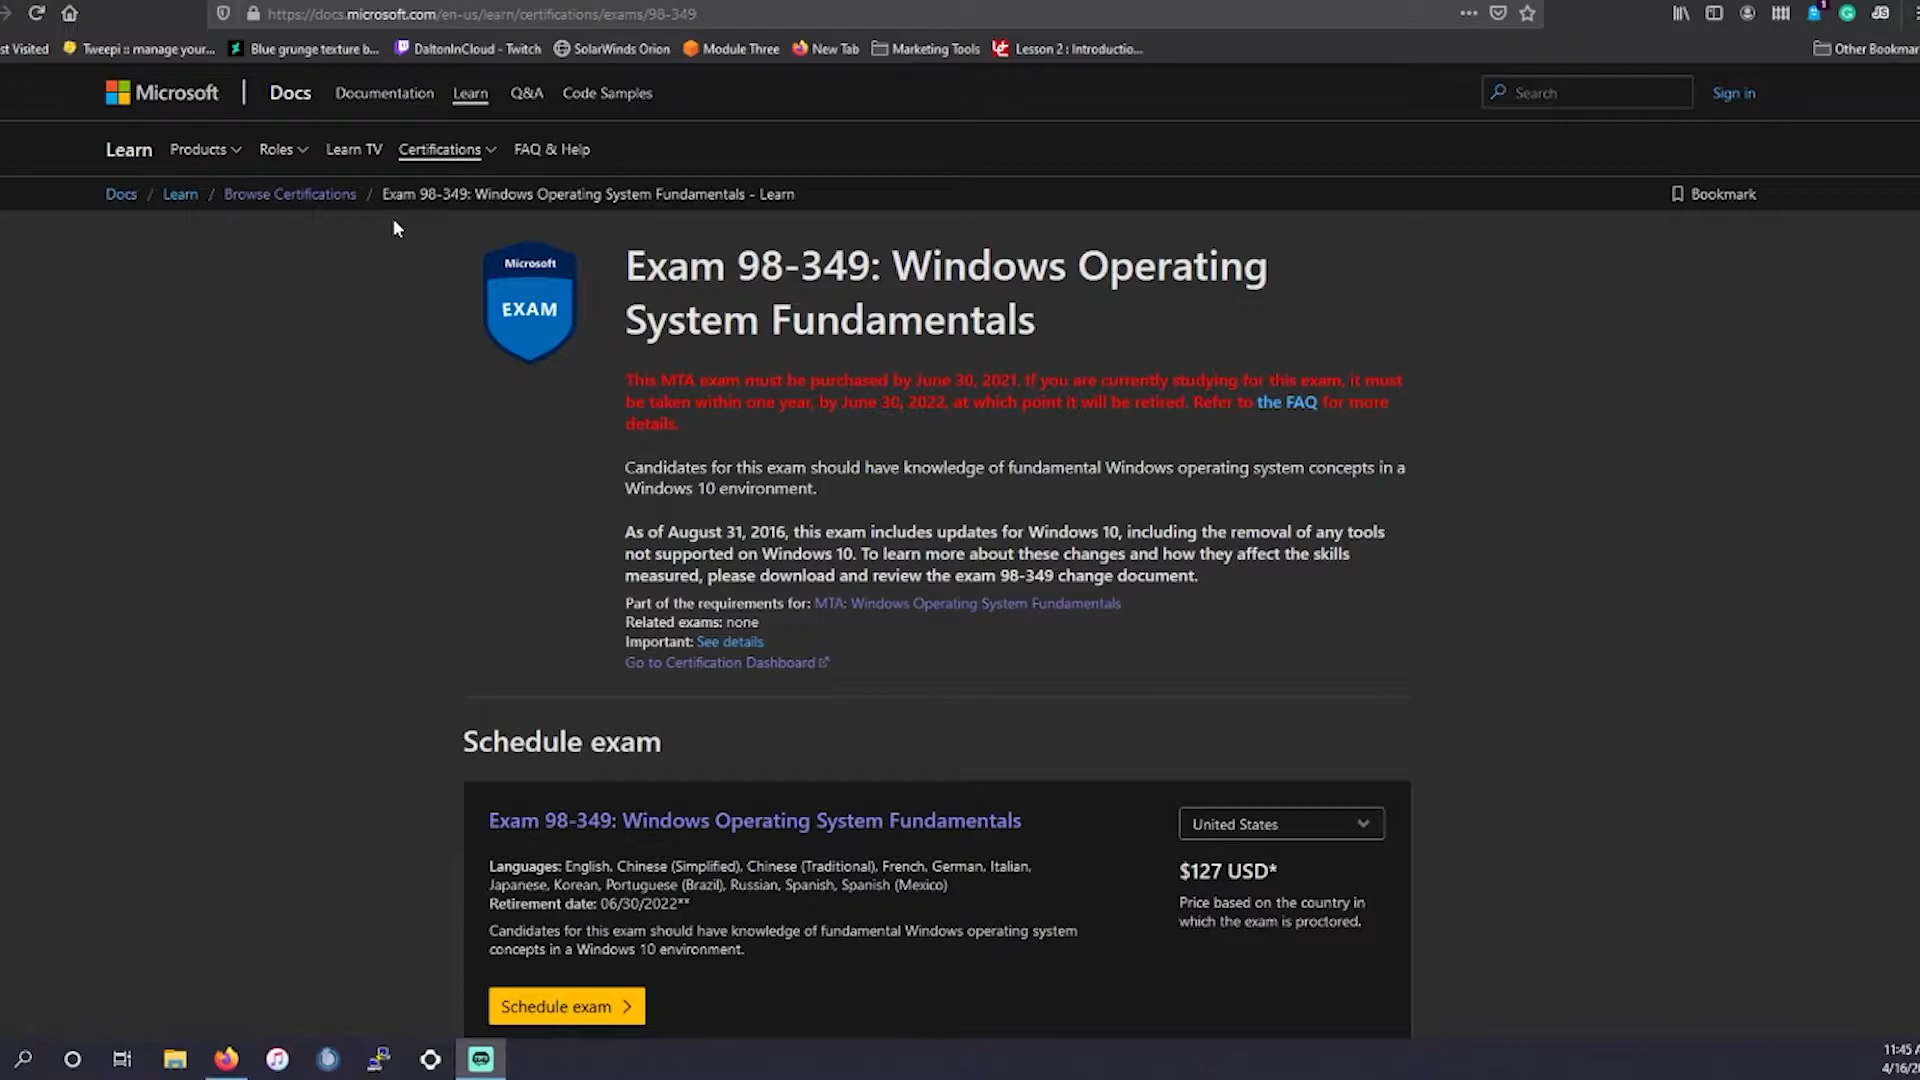 https://docs.microsoft.com/en-us/learn/certifications/exams/98-349
st Visited Tweepi :: manage your... Blue grunge texture b... DaltonInCloud - Twitch SolarWinds Orion Module Three New Tab Marketing Tools Lesson 2 : Introductio... Other Bookmar
Microsoft | Docs Documentation Learn Q&A Code Samples Search Sign in
Learn Products Roles Learn TV Certifications FAQ & Help
Docs / Learn / Browse Certifications / Exam 98-349: Windows Operating System Fundamentals - Learn Bookmark
Microsoft
EXAM
Exam 98-349: Windows Operating
System Fundamentals
This MTA exam must be purchased by June 30, 2021. If you are currently studying for this exam, it must
be taken within one year, by June 30, 2022, at which point it will be retired. Refer to the FAQ for more
details.
Candidates for this exam should have knowledge of fundamental Windows operating system concepts in a
Windows 10 environment.
As of August 31, 2016, this exam includes updates for Windows 10, including the removal of any tools
not supported on Windows 10. To learn more about these changes and how they affect the skills
measured, please download and review the exam 98-349 change document.
Part of the requirements for: MTA: Windows Operating System Fundamentals
Related exams: none
Important: See details
Go to Certification Dashboard
Schedule exam
Exam 98-349: Windows Operating System Fundamentals
United States
Languages: English, Chinese (Simplified), Chinese (Traditional), French, German, Italian,
Japanese, Korean, Portuguese (Brazil), Russian, Spanish, Spanish (Mexico)
Retirement date: 06/30/2022**
$127 USD*
Price based on the country in
which the exam is proctored.
Candidates for this exam should have knowledge of fundamental Windows operating system
concepts in a Windows 10 environment.
Schedule exam
11:45 A
4/16/2